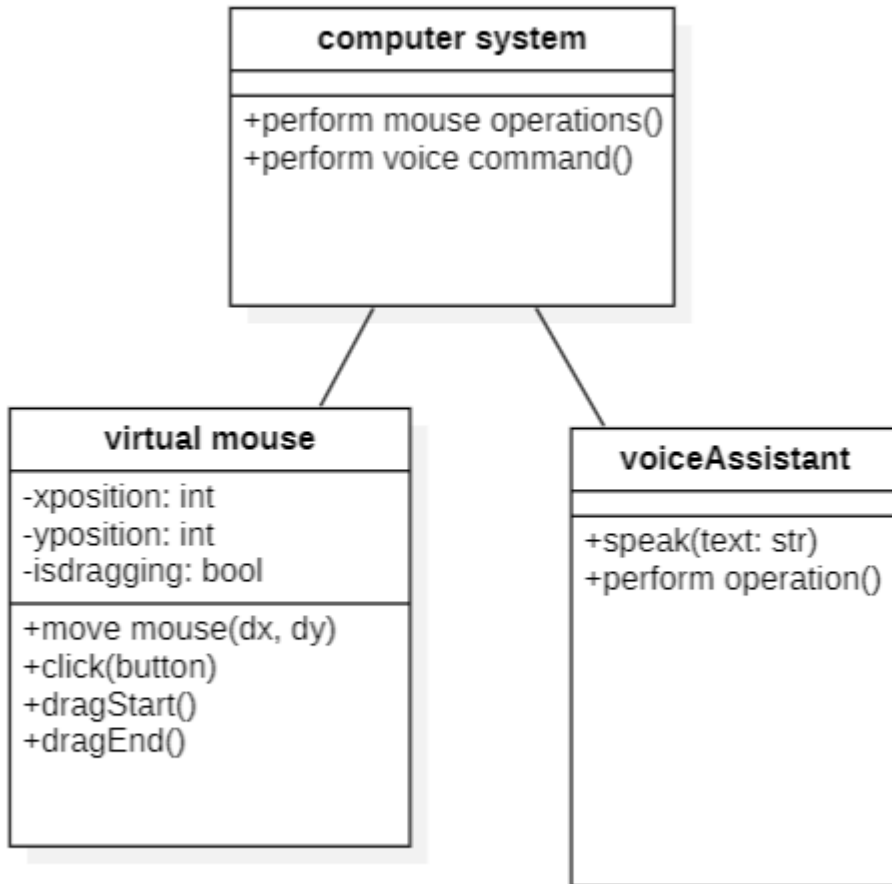 computer system
+perform mouse operations()
+perform voice command()
virtual mouse
-xposition: int
-yposition: int
-isdragging: bool
+move mouse(dx, dy)
+click(button)
+dragStart()
+dragEnd()
voiceAssistant
+speak(text: str)
+perform operation()